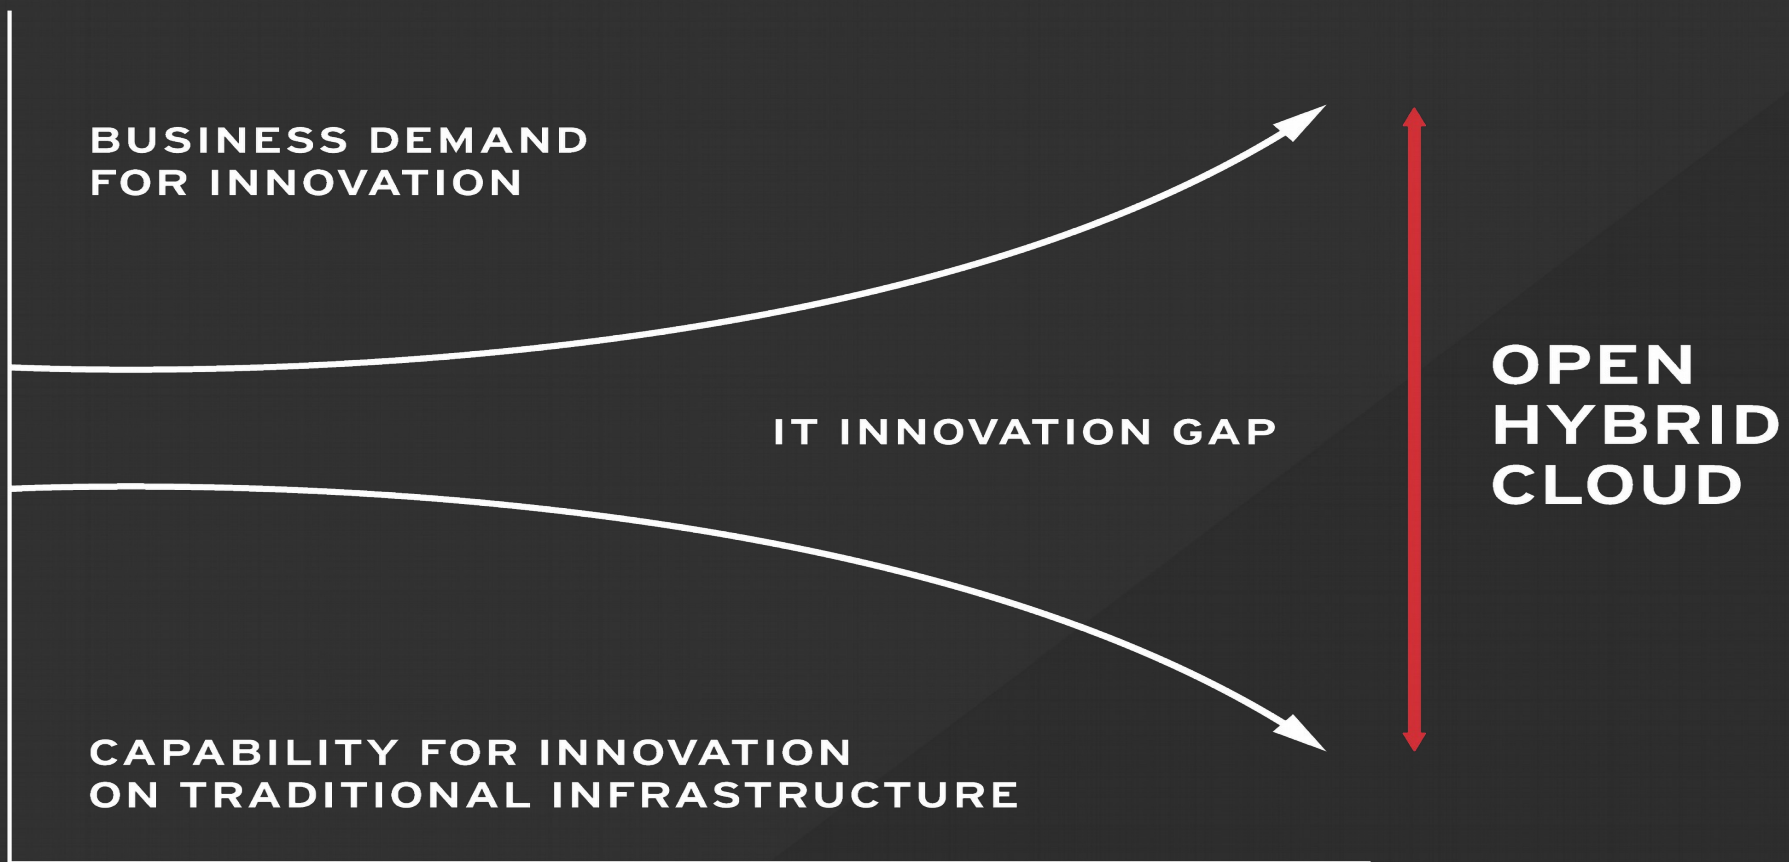 BUSINESS DEMAND
FOR INNOVATION
IT INNOVATION GAP
OPEN
HYBRID
CLOUD
CAPABILITY FOR INNOVATION
ON TRADITIONAL INFRASTRUCTURE